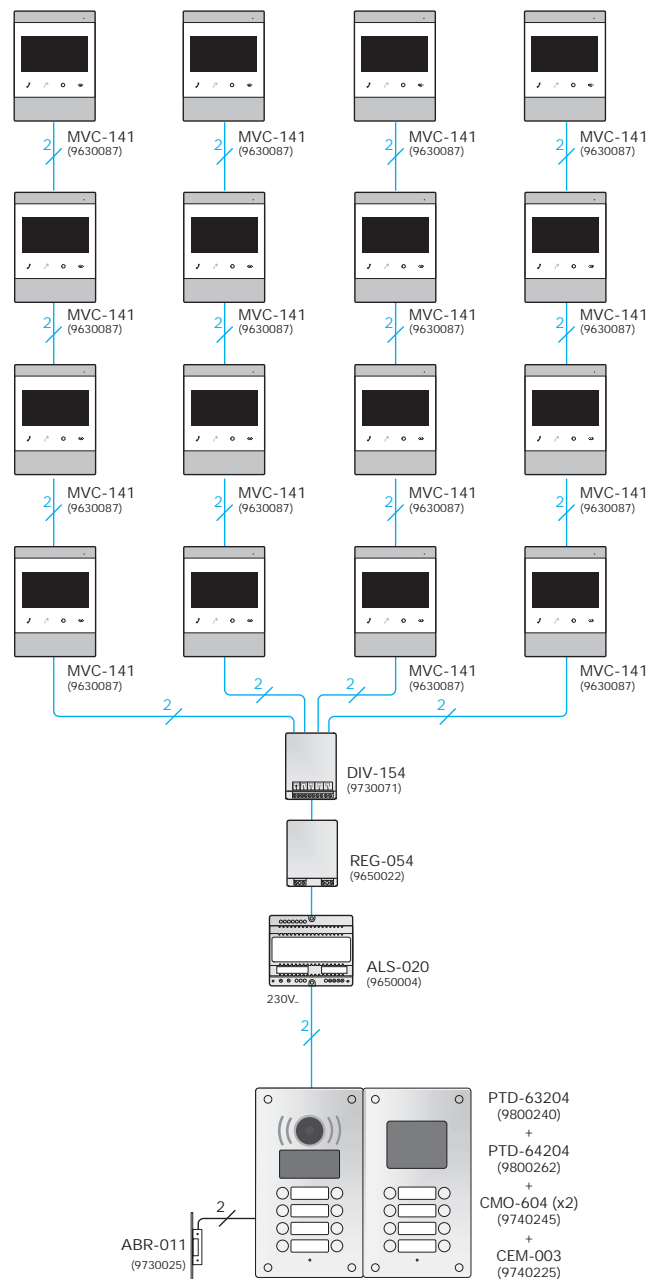 MVC-141 MVC-141 MVC-141 MVC-141
2 (9630087) 2 (9630087) 2 (9630087) 2 (9630087)
MVC-141 MVC-141 MVC-141 MVC-141
2 (9630087) 2 (9630087) 2 (9630087) 2 (9630087)
MVC-141 MVC-141 MVC-141 MVC-141
2 (9630087) 2 (9630087) 2 (9630087) 2 (9630087)
MVC-141 MVC-141 MVC-141
(9630087) (9630087) (9630087)
2 2 2 2
DIV-154
(9730071)
REG-054
(9650022)
ALS-020
(9650004)
230V~
2
PTD-63204
(9800240)
+
PTD-64204
(9800262)
+
CMO-604 (x2)
(9740245)
+
CEM-003
(9740225)
2
ABR-011
(9730025)